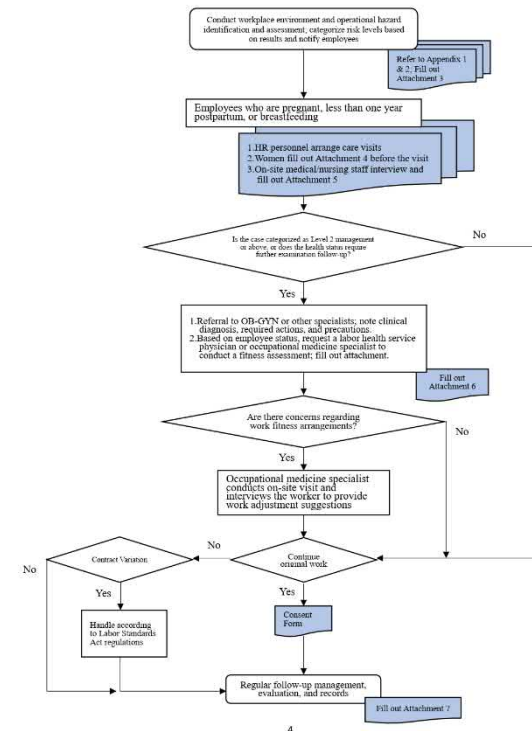 Conduct workplace environment and operational hazard
identification and assessment; categorize risk levels based
on results and notify employees
Refer to Appendix 1
& 2, Fill out
Attachment 3
Employees who are pregnant, less than one year
postpartum, or breastfeeding
1.HR personnel arrange care visits
2.Women fill out Attachment 4 before the visit
3.On-site medical/nursing staff interview and
fill out Attachment 5
Is the case categorized as Level 2 management
or above, or does the health status require
further examination follow-up?
No
Yes
1.Referral to OB-GYN or other specialists; note clinical
diagnosis, required actions, and precautions.
2.Based on employee status, request a labor health service
physician or occupational medicine specialist to
conduct a fitness assessment; fill out attachment.
Fill out
Attachment 6
Are there concerns regarding
work fitness arrangements?
No
Yes
Occupational medicine specialist
conducts on-site visit and
interviews the worker to provide
work adjustment suggestions
Continue
original work
No
Contract Variation
No
Yes
Yes
Handle according
to Labor Standards
Act regulations
Consent
Form
Regular follow-up management,
evaluation, and records
Fill out Attachment 7
4